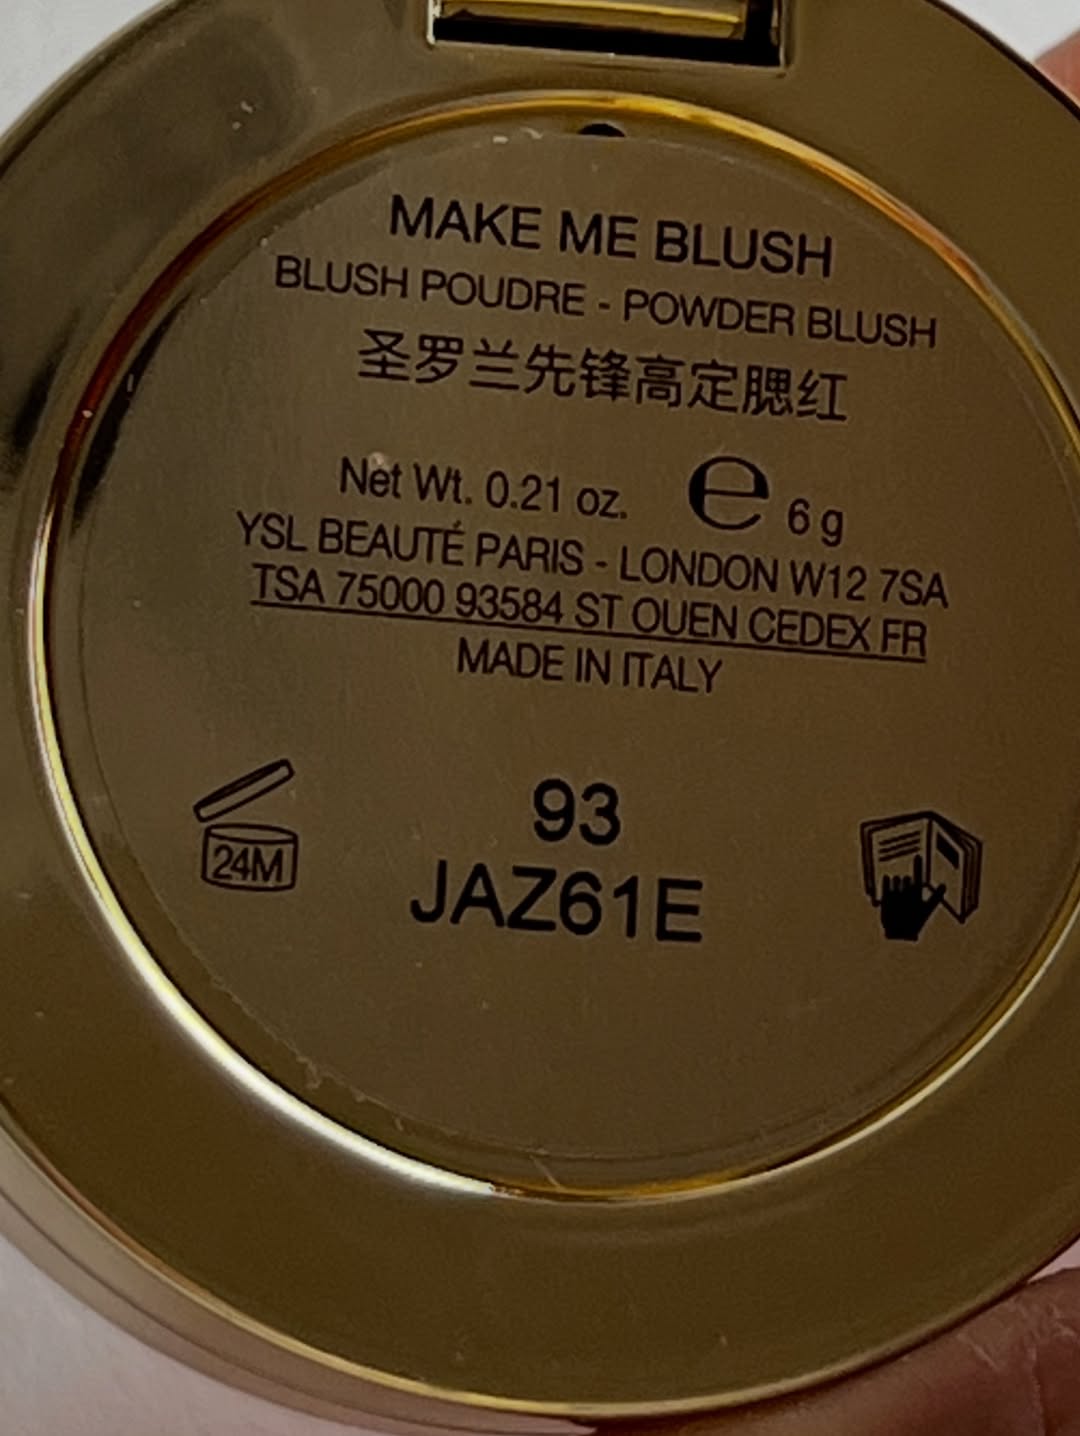 MAKE ME BLUSH
BLUSH POUDRE - POWDER BLUSH
圣罗兰先锋高定腮红
Net Wt. 0.21 oz. e 6 g
YSL BEAUTÉ PARIS - LONDON W12 7SA
TSA 75000 93584 ST OUEN CEDEX FR
MADE IN ITALY
93
24M
JAZ61E